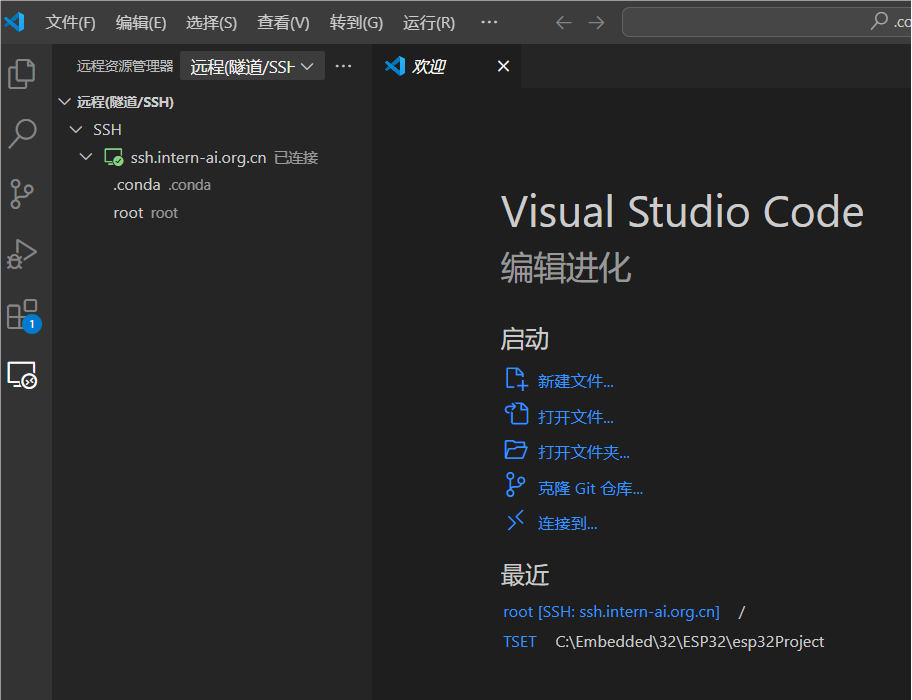 文件(F) 编辑(E) 选择(S) 查看(V) 转到(G) 运行(R) ··· .co
远程资源管理器 远程(隧道/SSH ···
欢迎
远程(隧道/SSH)
SSH
ssh.intern-ai.org.cn 已连接
.conda .conda
root root
1
Visual Studio Code
编辑进化
启动
新建文件...
打开文件...
打开文件夹...
克隆 Git 仓库...
连接到...
最近
root [SSH: ssh.intern-ai.org.cn] /
TSET C:\Embedded\32\ESP32\esp32Project